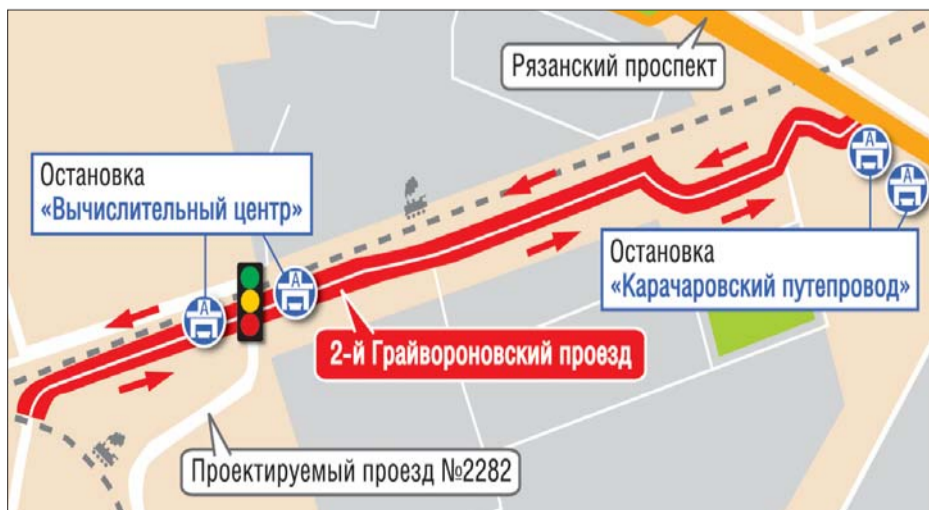 Рязанский проспект
Остановка
«Вычислительный центр»
Остановка
«Карачаровский путепровод»
2-й Грайвороновский проезд
Проектируемый проезд №2282
А
А
А
А